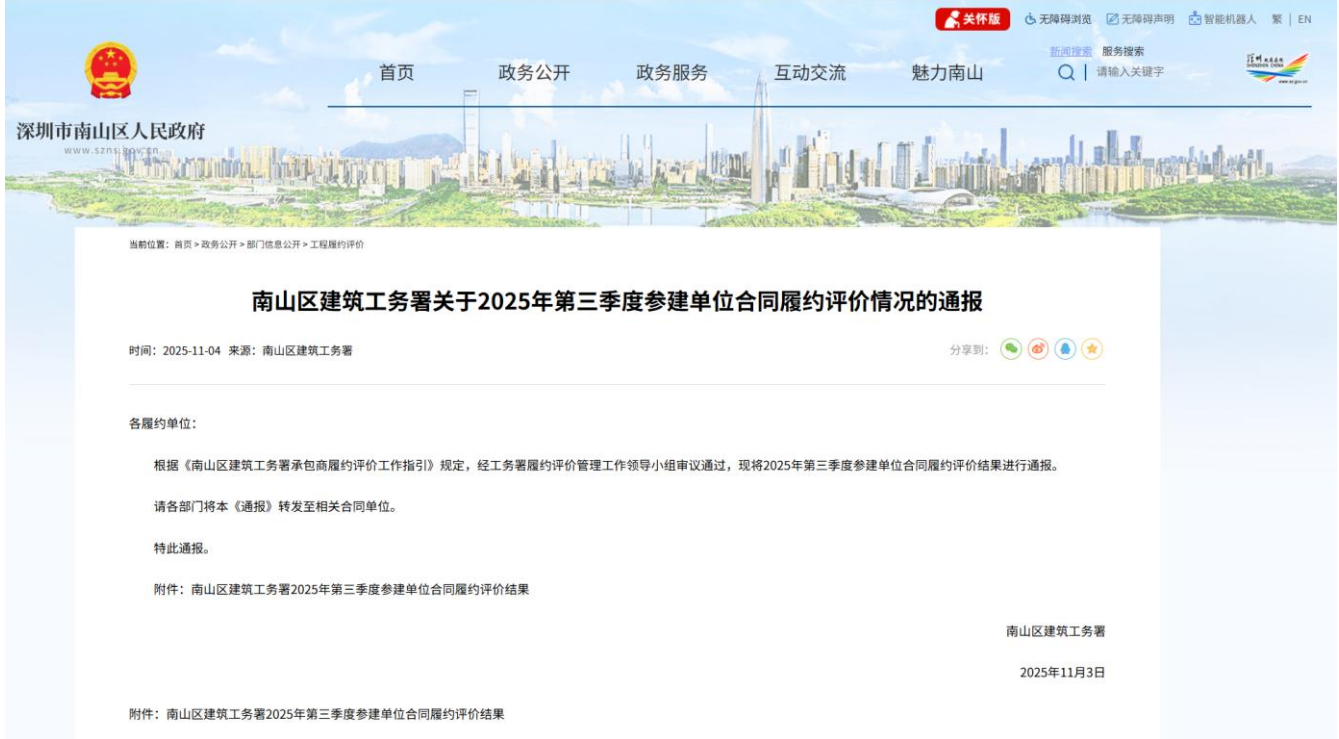 关怀版 无障碍浏览 无障碍声明 智能机器人 繁 | EN
新闻搜索 服务搜索
首页 政务公开 政务服务 互动交流 魅力南山 请输入关键字
深圳市南山区人民政府
www.szns.gov.cn
当前位置：首页 > 政务公开 > 部门信息公开 > 工程履约评价
南山区建筑工务署关于2025年第三季度参建单位合同履约评价情况的通报
时间：2025-11-04 来源：南山区建筑工务署 分享到：
各履约单位：
根据《南山区建筑工务署承包商履约评价工作指引》规定，经工务署履约评价管理工作领导小组审议通过，现将2025年第三季度参建单位合同履约评价结果进行通报。
请各部门将本《通报》转发至相关合同单位。
特此通报。
附件：南山区建筑工务署2025年第三季度参建单位合同履约评价结果
南山区建筑工务署
2025年11月3日
附件：南山区建筑工务署2025年第三季度参建单位合同履约评价结果